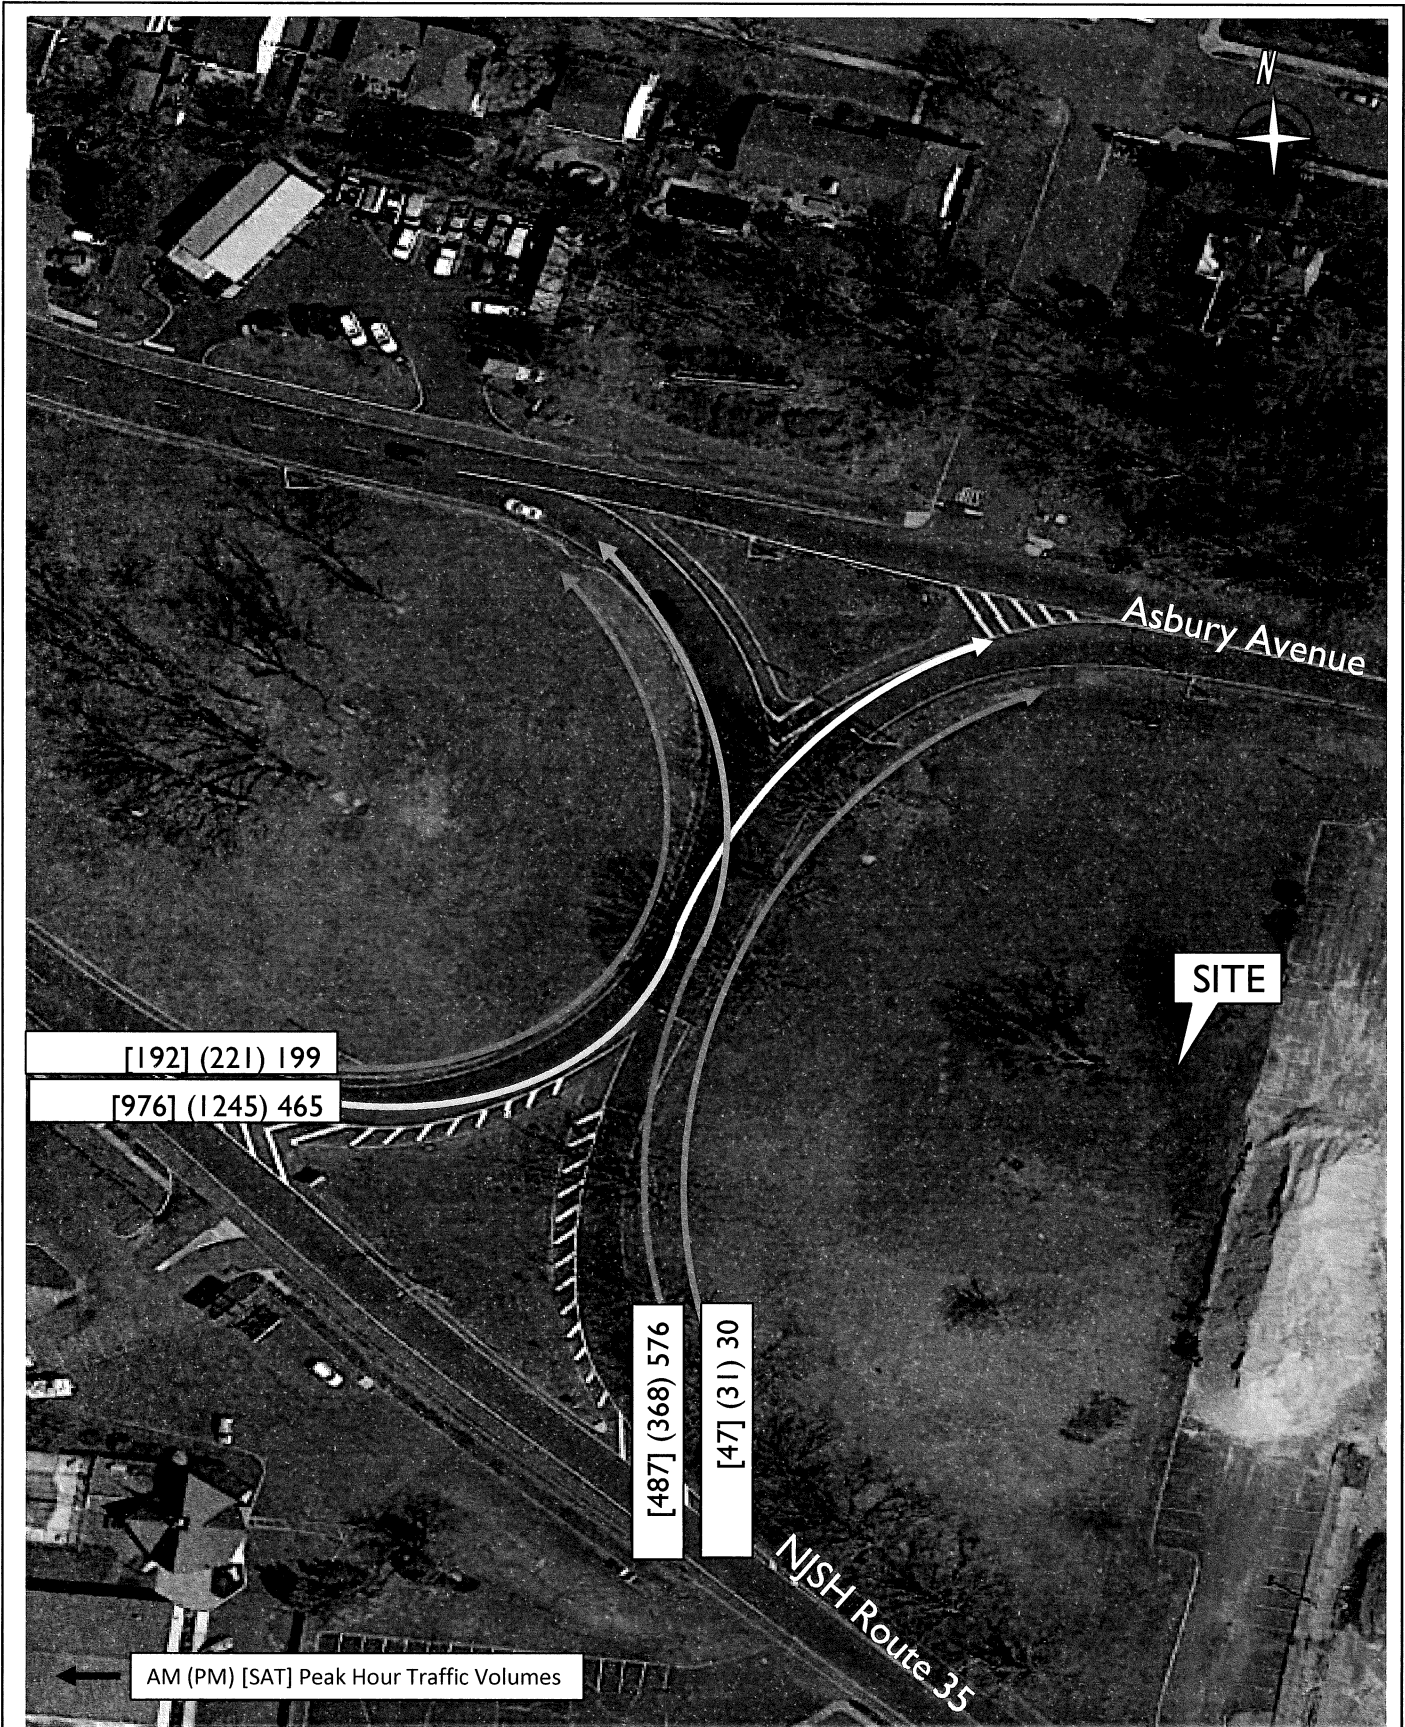 N
Asbury Avenue
SITE
[192] (221) 199
[976] (1245) 465
[487] (368) 576
[47] (31) 30
NJSH Route 35
AM (PM) [SAT] Peak Hour Traffic Volumes